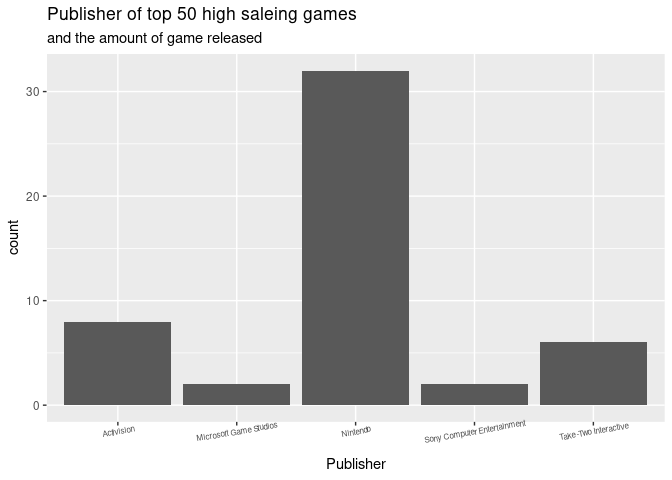 Publisher of top 50 high saleing games
and the amount of game released
30
20
10
0
count
Activision
Microsoft Game Studios
Nintendo
Sony Computer Entertainment
Take-Two Interactive
Publisher